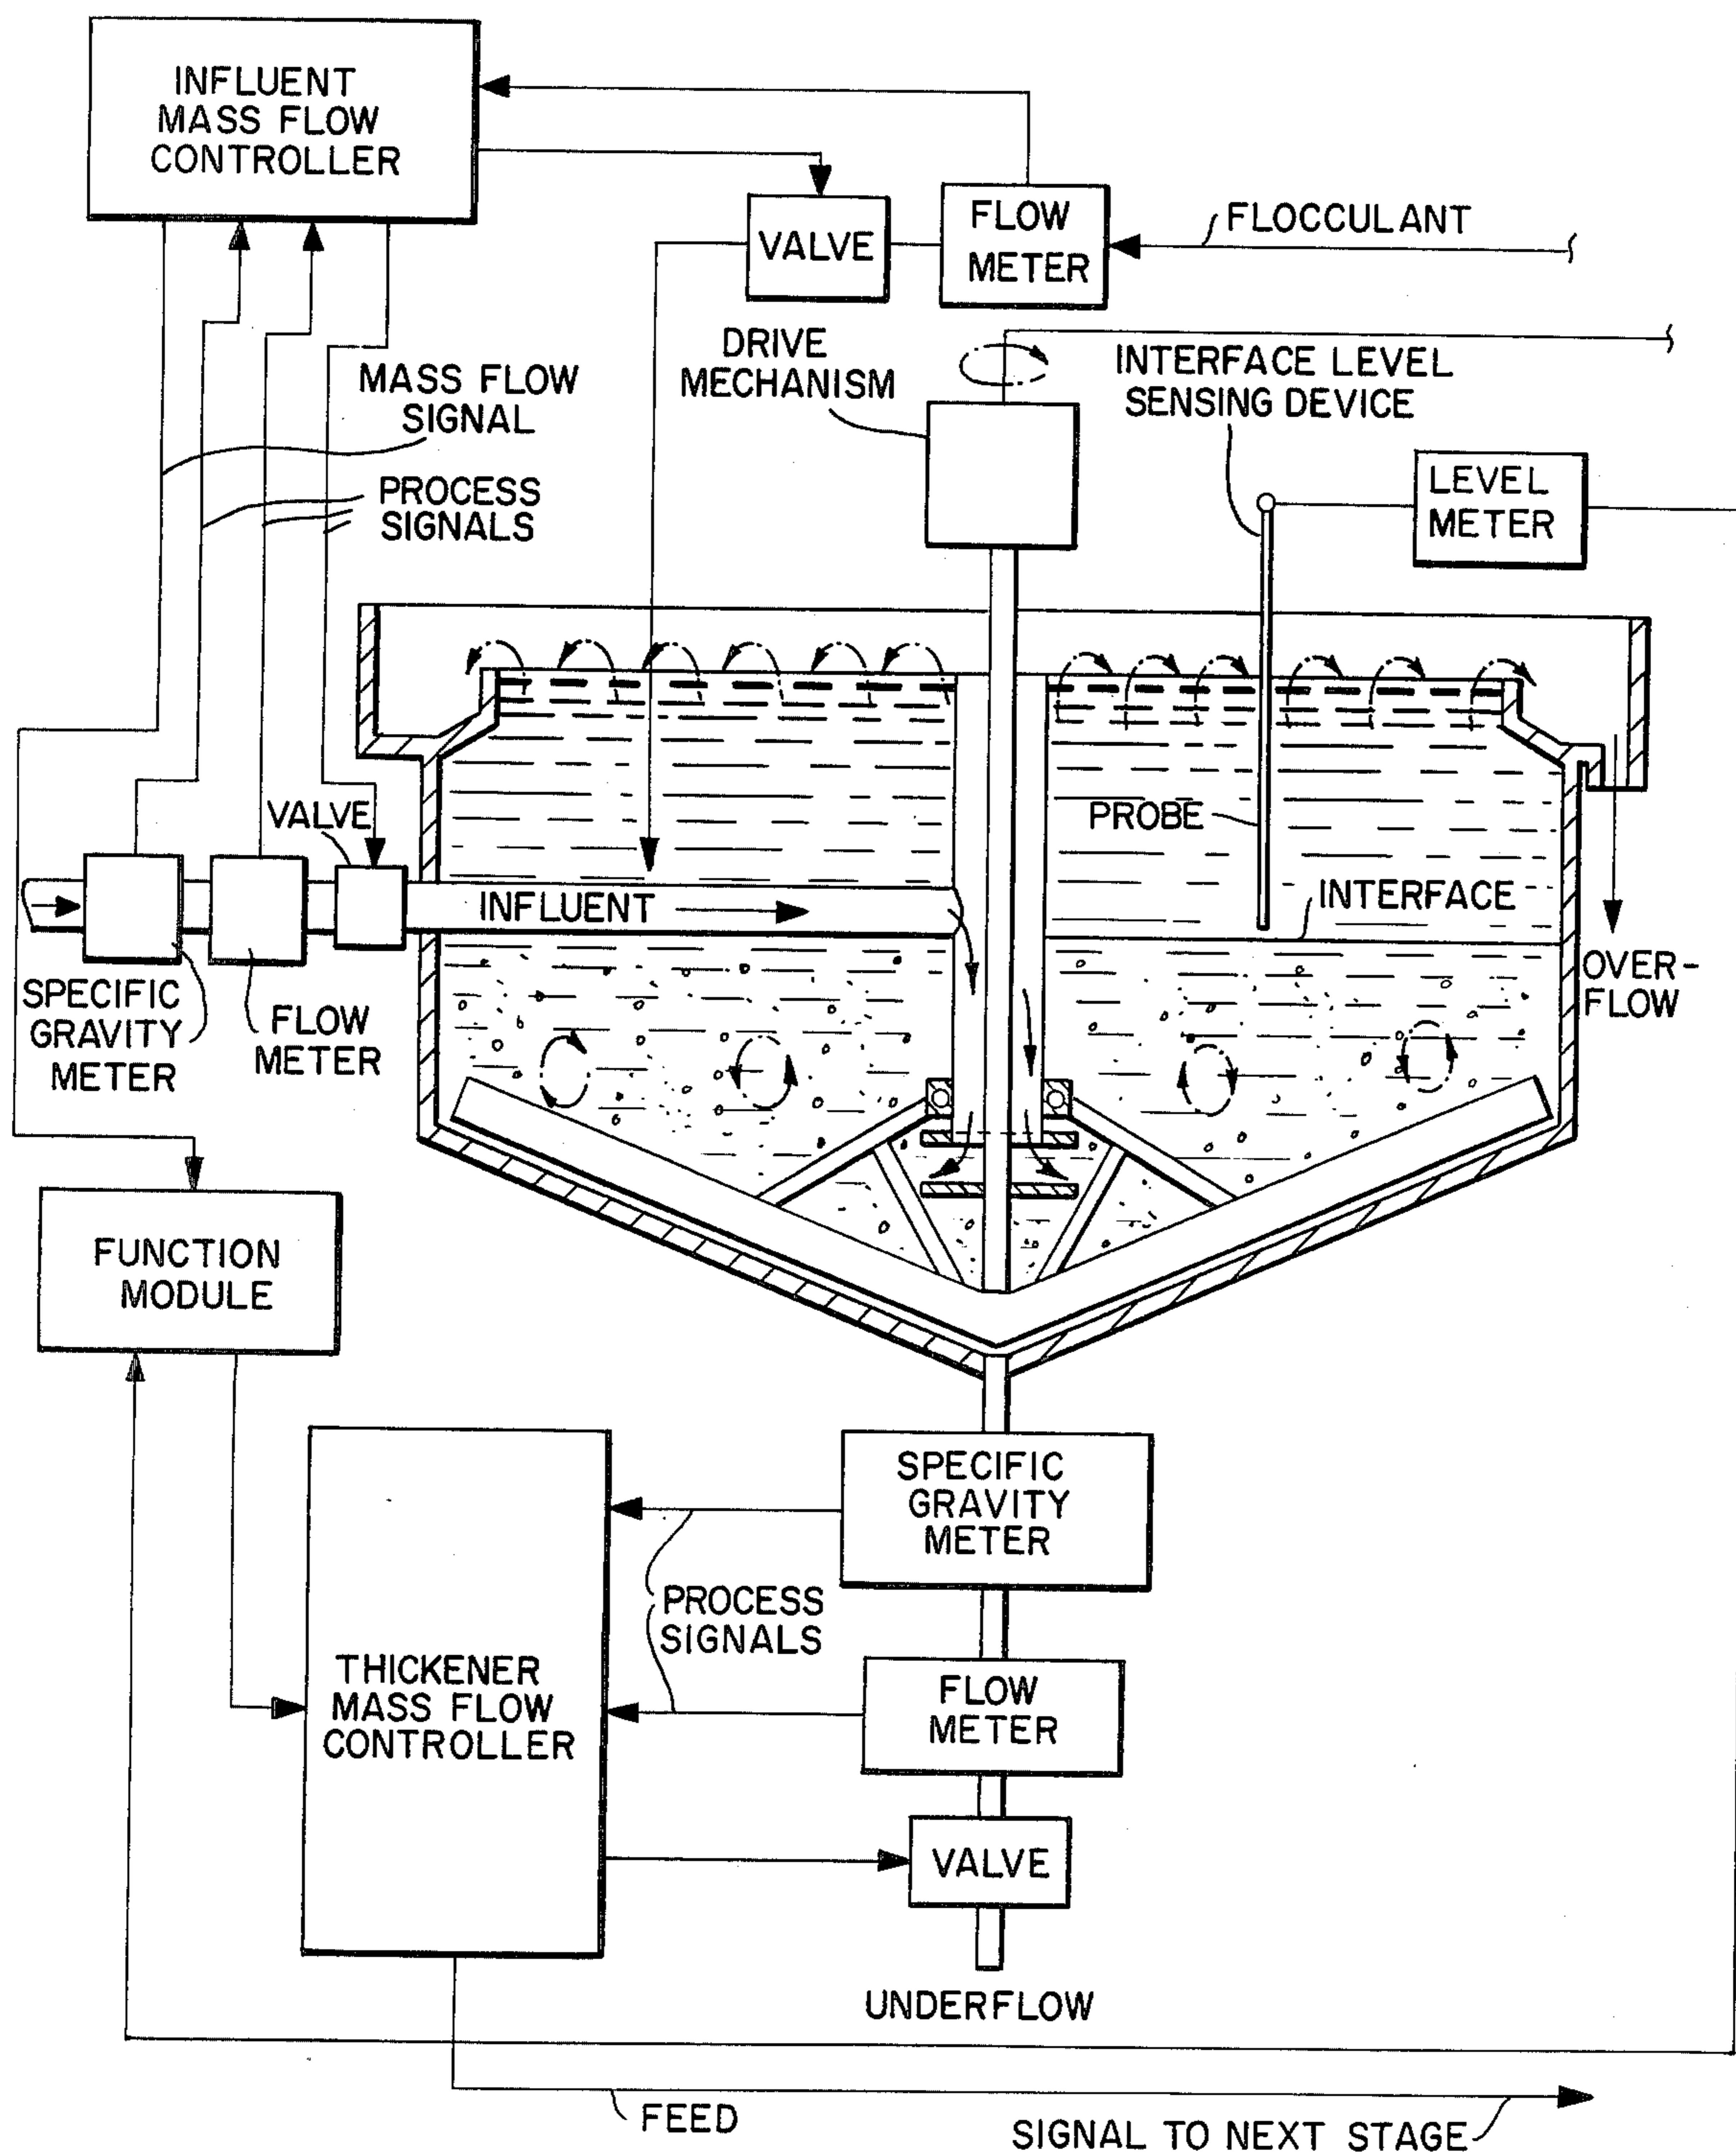 INFLUENT
MASS FLOW
CONTROLLER
VALVE
FLOW
METER
FLOCCULANT
DRIVE
MECHANISM
INTERFACE LEVEL
SENSING DEVICE
MASS FLOW
SIGNAL
PROCESS
SIGNALS
LEVEL
METER
VALVE
PROBE
INFLUENT
INTERFACE
OVER-
FLOW
SPECIFIC
GRAVITY
METER
FLOW
METER
FUNCTION
MODULE
SPECIFIC
GRAVITY
METER
PROCESS
SIGNALS
THICKENER
MASS FLOW
CONTROLLER
FLOW
METER
VALVE
UNDERFLOW
FEED
SIGNAL TO NEXT STAGE